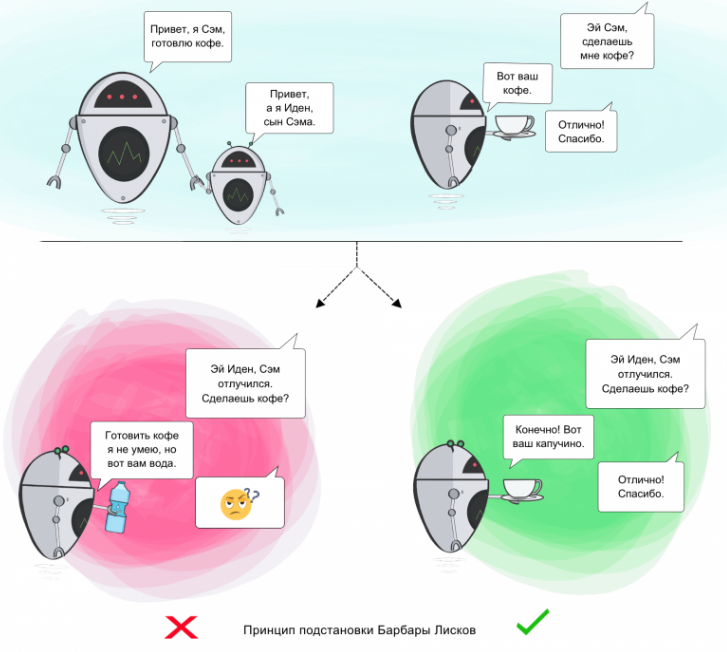 Привет, я Сэм,
готовлю кофе.
Привет,
а я Иден,
сын Сэма.
Эй Сэм,
сделаешь
мне кофе?
Вот ваш
кофе.
Отлично!
Спасибо.
Эй Иден, Сэм
отлучился.
Сделаешь кофе?
Готовить кофе
я не умею, но
вот вам вода.
??
Эй Иден, Сэм
отлучился.
Сделаешь кофе?
Конечно! Вот
ваш капучино.
Отлично!
Спасибо.
Принцип подстановки Барбары Лисков